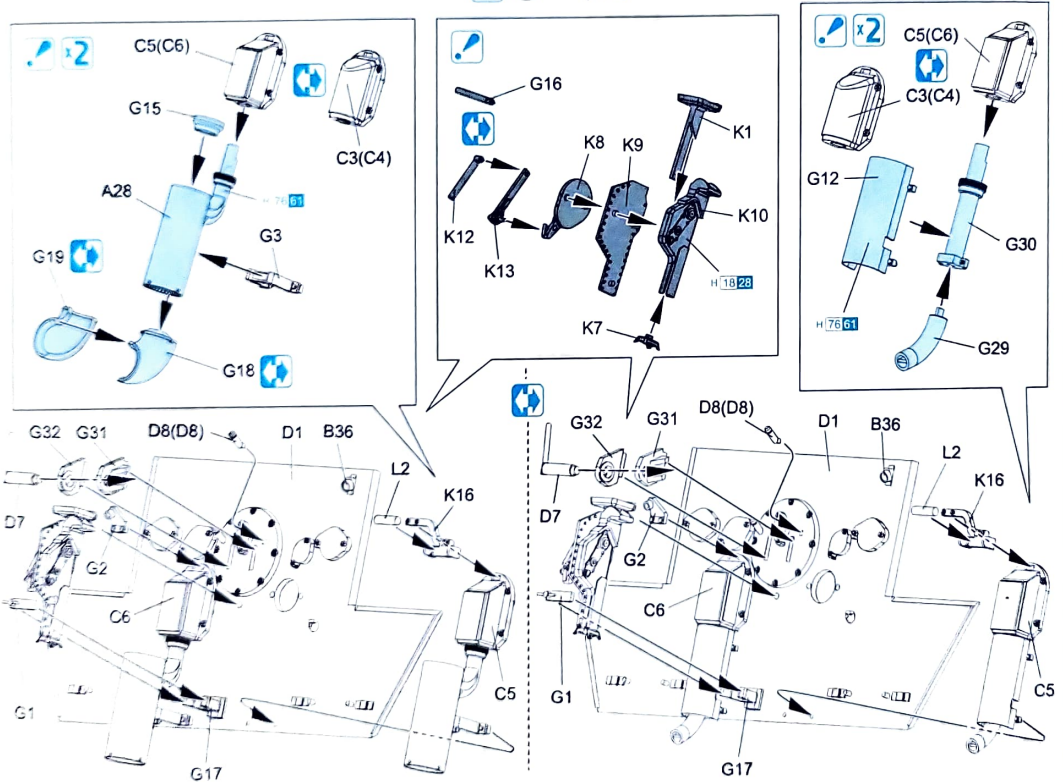 x2
C5(C6)
G15
C3(C4)
A28
H 76 61
G3
G19
G18
G16
K1
K8
K9
K12
K13
K10
H 18 28
K7
x2
C5(C6)
C3(C4)
G12
G30
H 76 61
G29
G32
G31
D8(D8)
D1
B36
L2
K16
D7
G2
C6
C5
G1
G17
G32
G31
D8(D8)
D1
B36
L2
K16
D7
G2
C6
G1
C5
G17